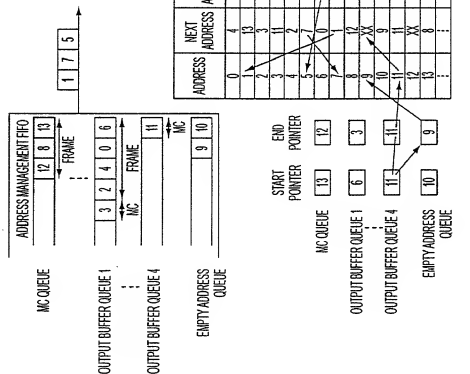 ADDRESS MANAGEMENT FIFO
1 7 5
MC QUEUE
12 8 13
FRAME
OUTPUT BUFFER QUEUE 1
3 2 4 0 6
MC
FRAME
OUTPUT BUFFER QUEUE 4
11
MC
EMPTY ADDRESS QUEUE
9 10
START POINTER END POINTER
MC QUEUE 13 12
OUTPUT BUFFER QUEUE 1 6 3
OUTPUT BUFFER QUEUE 4 11 11
EMPTY ADDRESS QUEUE 10 9
ADDRESS NEXT ADDRESS
0 4
1 13
2 3
3 11
4 2
5 7
6 0
7 1
8 12
9 XX
10 9
11 11
12 XX
13 8